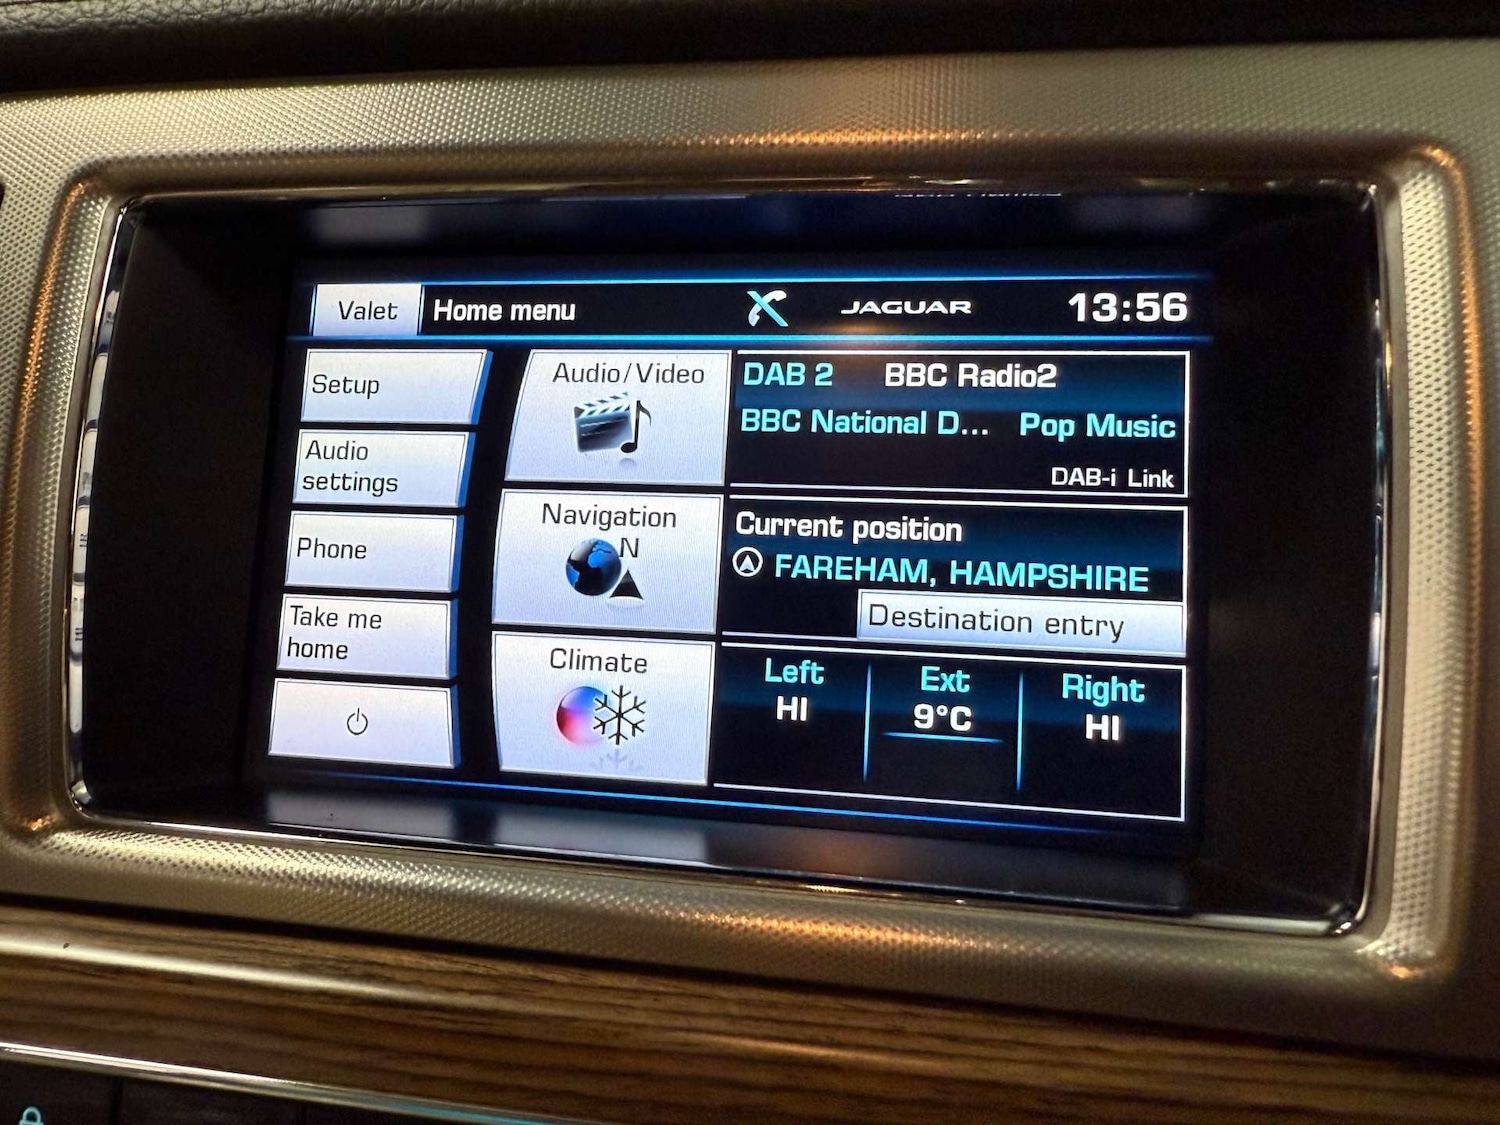 Valet
Home menu
JAGUAR
13:56
Setup
Audio
settings
Phone
Take me
home
Audio/Video
Navigation
N
Climate
DAB 2 BBC Radio2
BBC National D... Pop Music
DAB-i Link
Current position
FAREHAM, HAMPSHIRE
Destination entry
Left Ext Right
HI 9°C HI